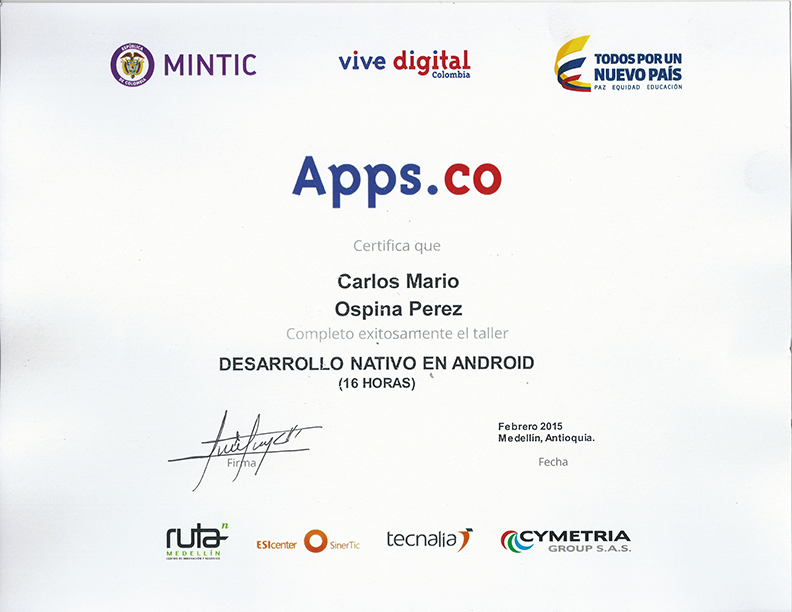 REPÚBLICA
DE COLOMBIA
MINTIC
vive digital
Colombia
TODOS POR UN
NUEVO PAÍS
PAZ EQUIDAD EDUCACIÓN
Apps.co
Certifica que
Carlos Mario
Ospina Perez
Completo exitosamente el taller
DESARROLLO NATIVO EN ANDROID
(16 HORAS)
Firma
Febrero 2015
Medellín, Antioquia.
Fecha
ruta n
MEDELLÍN
CENTRO DE INNOVACIÓN Y NEGOCIOS
ESIcenter SinerTic
tecnalia
CYMETRIA
GROUP S.A.S.